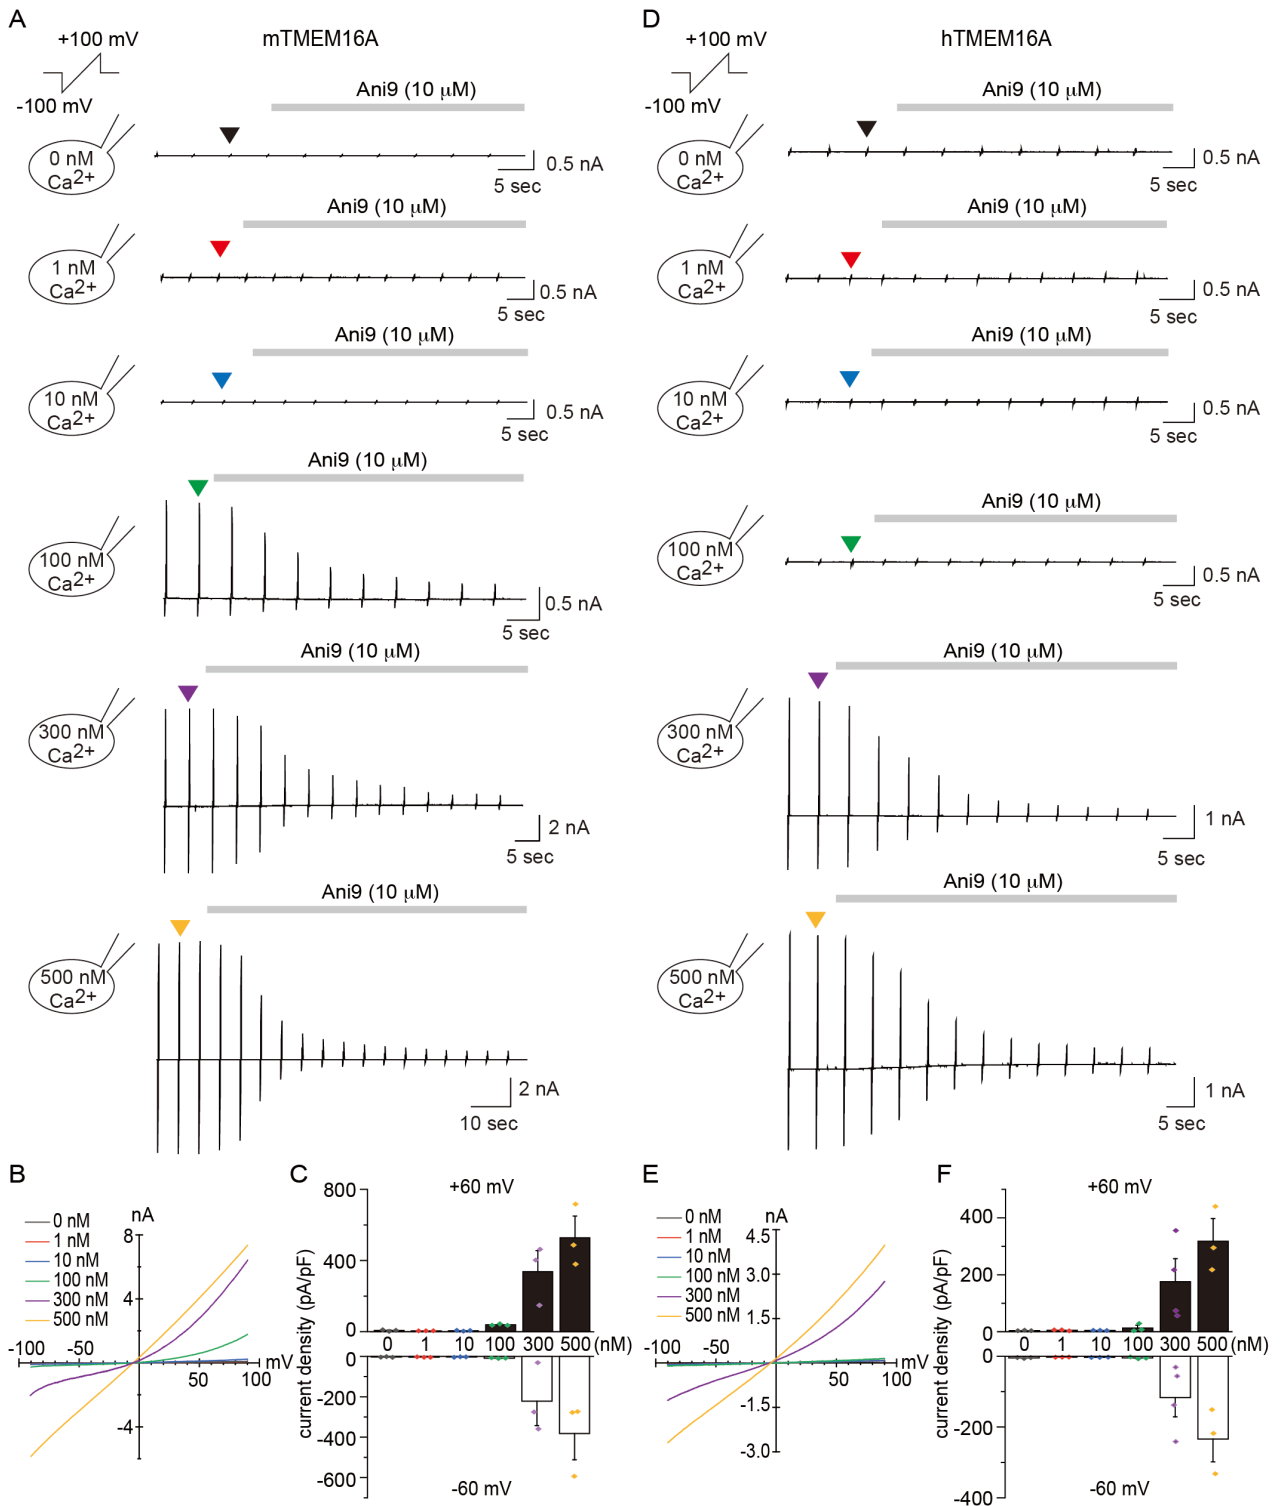 A
mTMEM16A
+100 mV
-100 mV
Ani9 (10 μM)
0 nM
Ca2+
0.5 nA
5 sec
Ani9 (10 μM)
1 nM
Ca2+
0.5 nA
5 sec
Ani9 (10 μM)
10 nM
Ca2+
0.5 nA
5 sec
Ani9 (10 μM)
100 nM
Ca2+
0.5 nA
5 sec
Ani9 (10 μM)
300 nM
Ca2+
2 nA
5 sec
Ani9 (10 μM)
500 nM
Ca2+
2 nA
10 sec
D
hTMEM16A
+100 mV
-100 mV
Ani9 (10 μM)
0 nM
Ca2+
0.5 nA
5 sec
Ani9 (10 μM)
1 nM
Ca2+
0.5 nA
5 sec
Ani9 (10 μM)
10 nM
Ca2+
0.5 nA
5 sec
Ani9 (10 μM)
100 nM
Ca2+
0.5 nA
5 sec
Ani9 (10 μM)
300 nM
Ca2+
1 nA
5 sec
Ani9 (10 μM)
500 nM
Ca2+
1 nA
5 sec
B
0 nM
1 nM
10 nM
100 nM
300 nM
500 nM
nA
8
4
-4
-100 -50
50 100
mV
C
+60 mV
current density (pA/pF)
800
400
0
0 1 10 100 300 500 (nM)
0
-200
-400
-600
-60 mV
E
0 nM
1 nM
10 nM
100 nM
300 nM
500 nM
nA
4.5
3.0
1.5
-1.5
-3.0
-100 -50
50 100
mV
F
+60 mV
current density (pA/pF)
400
200
0
0 1 10 100 300 500 (nM)
0
-200
-400
-60 mV